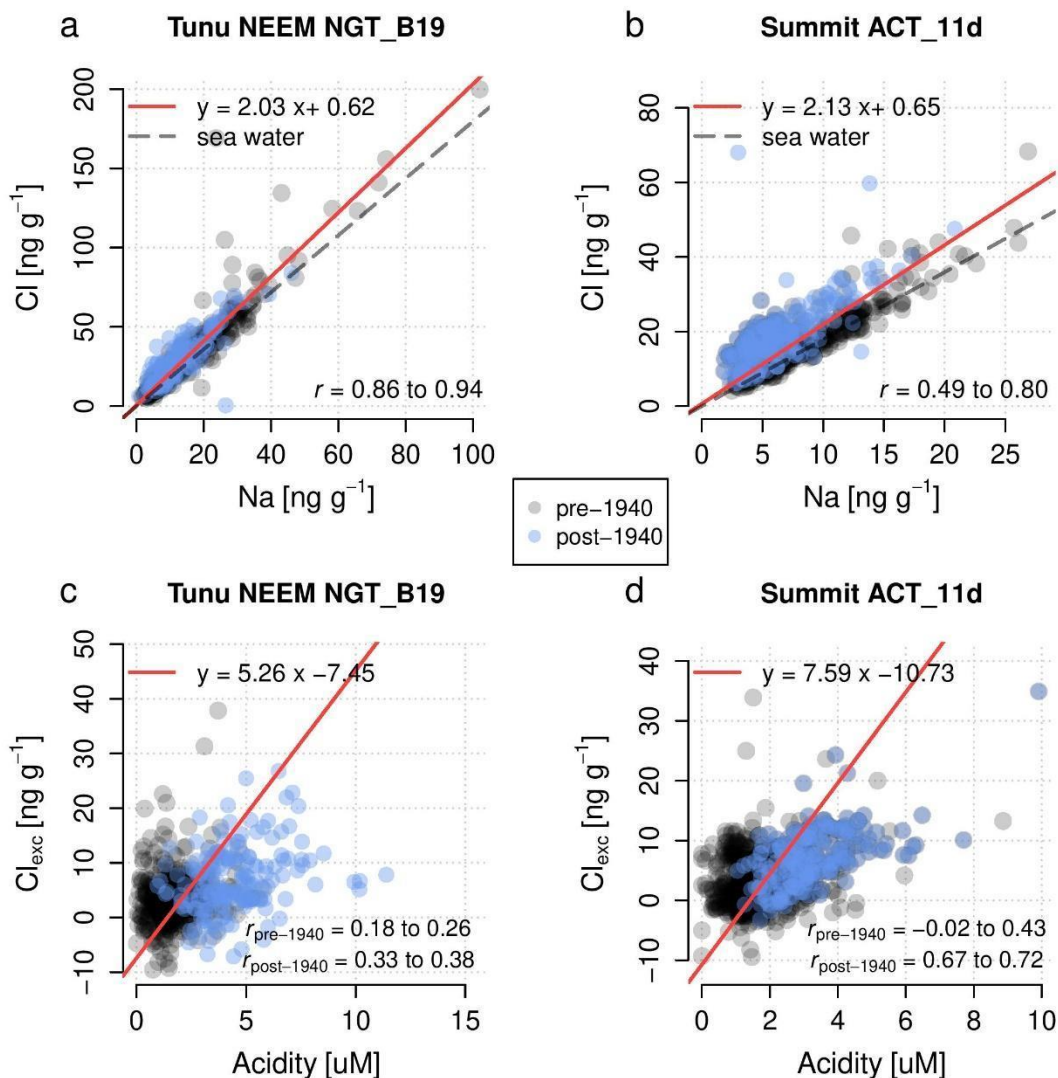 a
Tunu NEEM NGT_B19
200
150
100
50
0
Cl [ng g⁻¹]
y = 2.03 x+ 0.62
sea water
r = 0.86 to 0.94
0 20 40 60 80 100
Na [ng g⁻¹]
b
Summit ACT_11d
80
60
40
20
0
Cl [ng g⁻¹]
y = 2.13 x+ 0.65
sea water
r = 0.49 to 0.80
0 5 10 15 20 25
Na [ng g⁻¹]
pre−1940
post−1940
c
Tunu NEEM NGT_B19
50
40
30
20
10
0
−10
Cl_exc [ng g⁻¹]
y = 5.26 x −7.45
r_pre−1940 = 0.18 to 0.26
r_post−1940 = 0.33 to 0.38
0 5 10 15
Acidity [uM]
d
Summit ACT_11d
40
30
20
10
0
−10
Cl_exc [ng g⁻¹]
y = 7.59 x −10.73
r_pre−1940 = −0.02 to 0.43
r_post−1940 = 0.67 to 0.72
0 2 4 6 8 10
Acidity [uM]